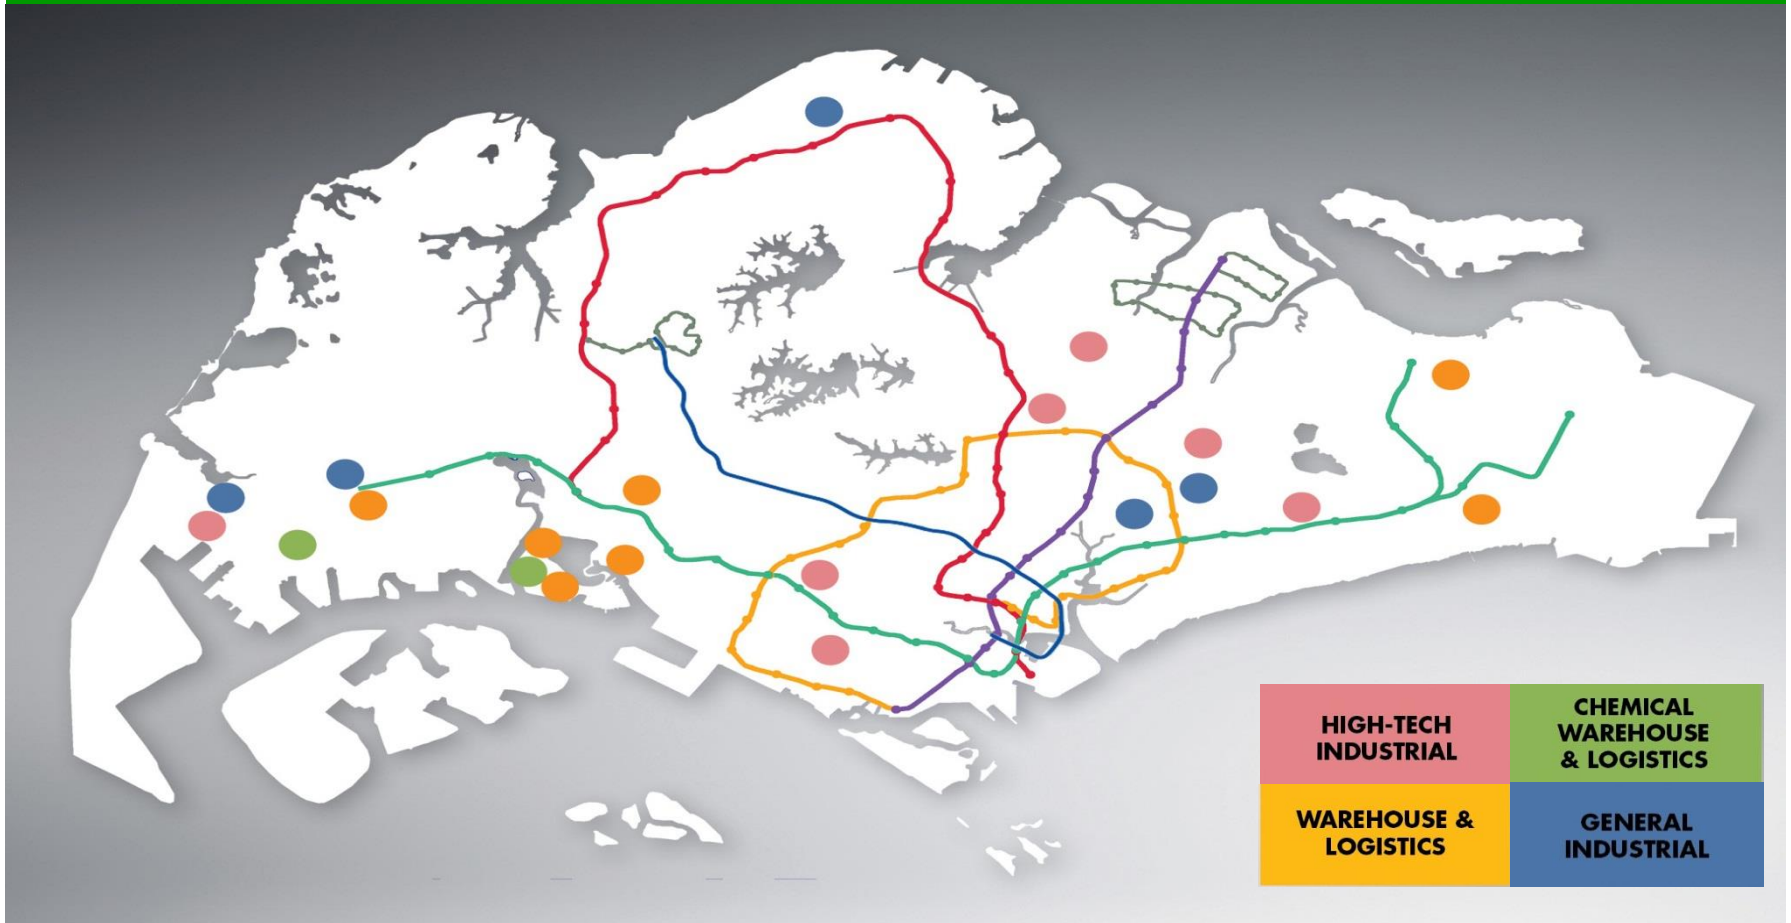 HIGH-TECH
INDUSTRIAL
CHEMICAL
WAREHOUSE
& LOGISTICS
WAREHOUSE &
LOGISTICS
GENERAL
INDUSTRIAL